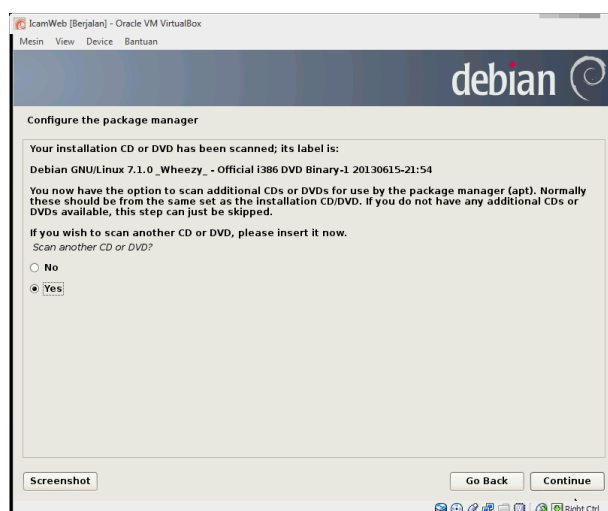 IcamWeb [Berjalan] - Oracle VM VirtualBox
Mesin View Device Bantuan
debian
Configure the package manager
Your installation CD or DVD has been scanned; its label is:
Debian GNU/Linux 7.1.0 _Wheezy_ - Official i386 DVD Binary-1 20130615-21:54
You now have the option to scan additional CDs or DVDs for use by the package manager (apt). Normally
these should be from the same set as the installation CD/DVD. If you do not have any additional CDs or
DVDs available, this step can just be skipped.
If you wish to scan another CD or DVD, please insert it now.
Scan another CD or DVD?
No
Yes
Screenshot Go Back Continue
Right Ctrl